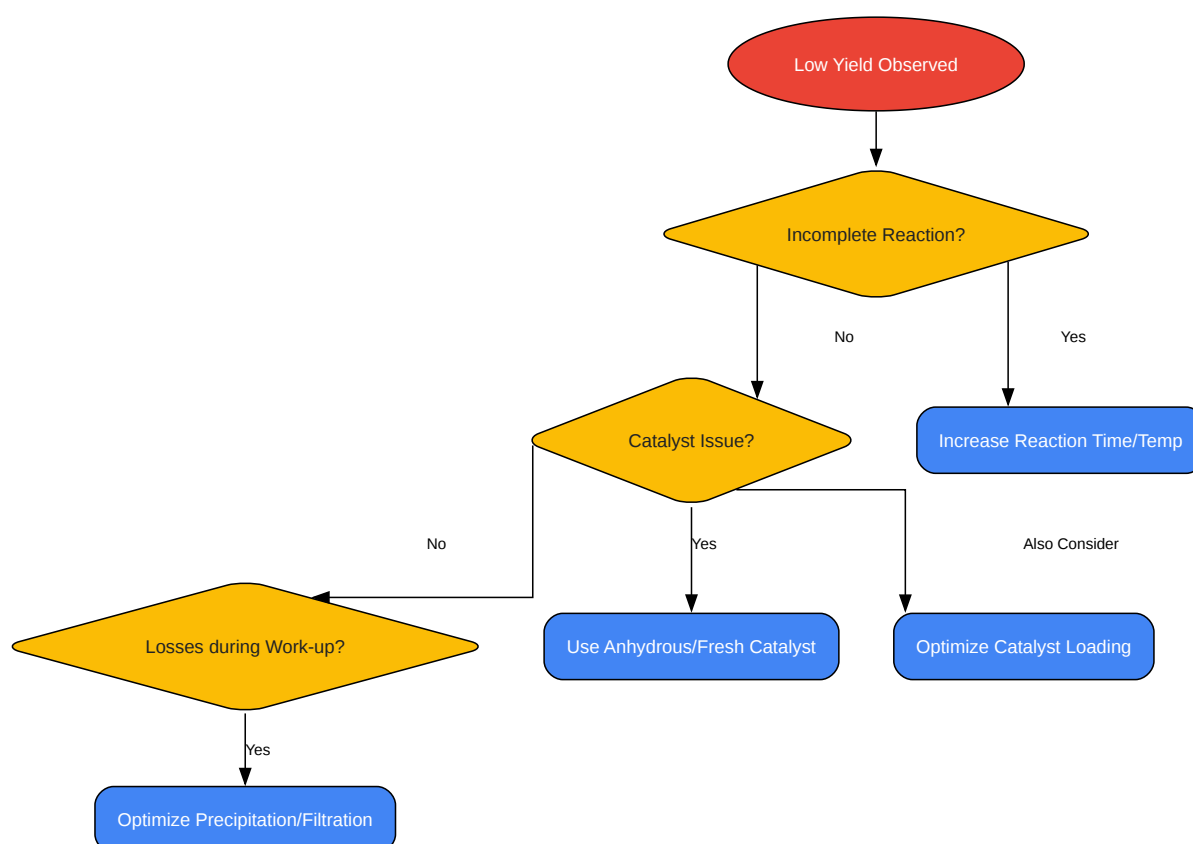 Low Yield Observed
Incomplete Reaction?
No
Yes
Catalyst Issue?
Increase Reaction Time/Temp
No
Yes
Also Consider
Losses during Work-up?
Use Anhydrous/Fresh Catalyst
Optimize Catalyst Loading
Yes
Optimize Precipitation/Filtration